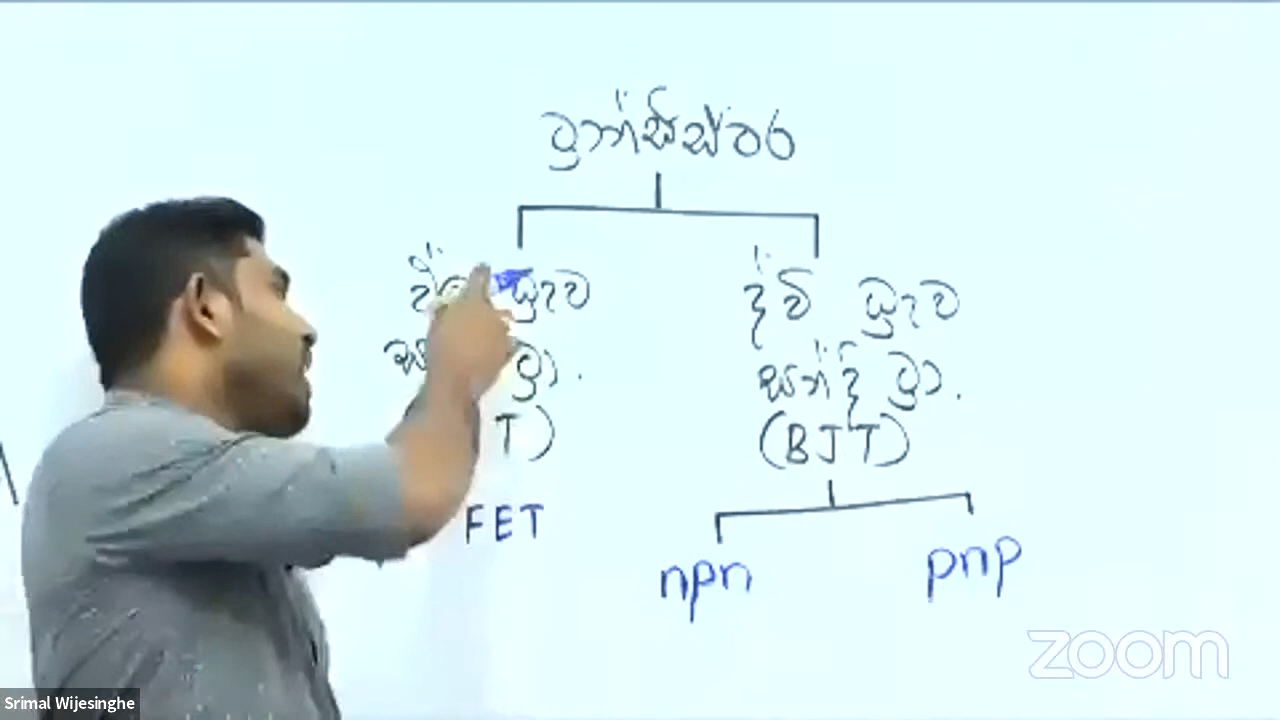 ට්‍රාන්සිස්ටර
ධ්‍රැව
ද්වි ධ්‍රැව
ට්‍රා.
සන්ධි ට්‍රා.
T)
(BJT)
FET
npn
pnp
zoom
Srimal Wijesinghe